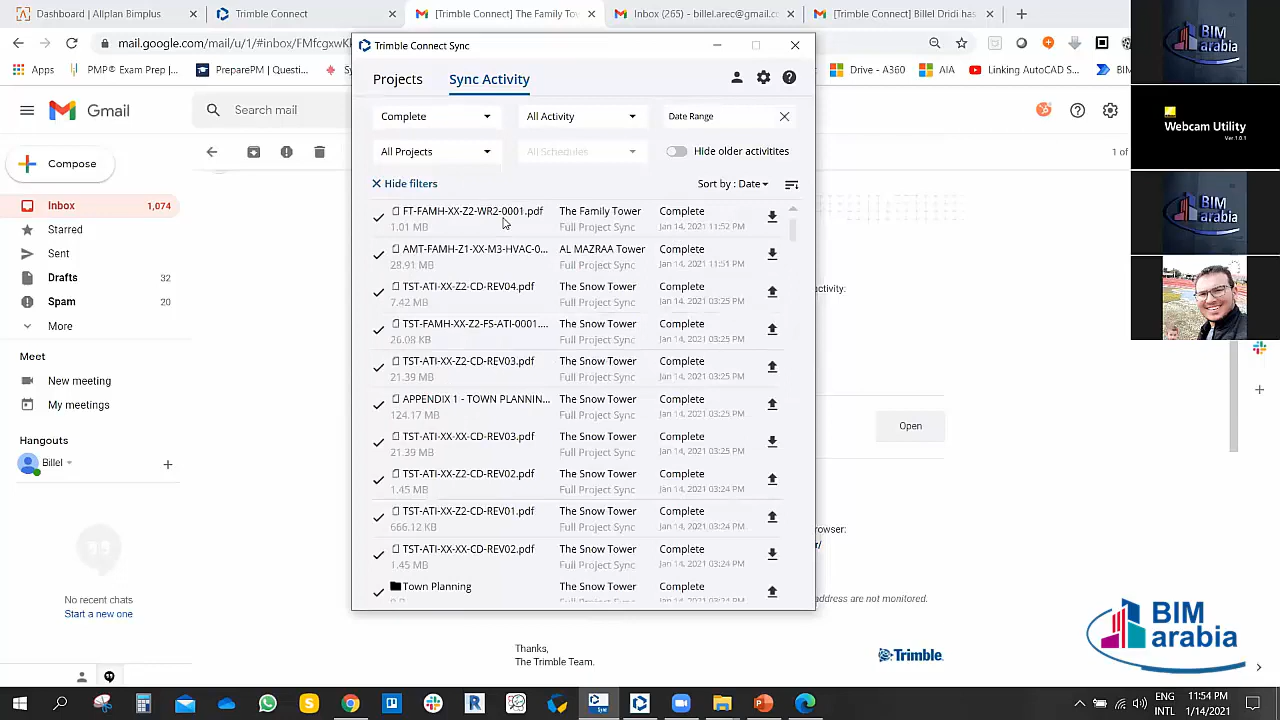 Dashboard | Allplan Bimplus
Trimble Connect
[Trimble Connect] The Family Tow
Inbox (265) - billel.aec@gmail.c
[Trimble Connect] Billel Dridi has
mail.google.com/mail/u/1/#inbox/FMfcgxwK
Apps
PMP® Exam Prep |...
PreparePM | Questi...
Drive - A360
AIA
Linking AutoCAD S...
BIM
Gmail
Search mail
1 of
Compose
Inbox 1,074
Starred
Sent
Drafts 32
Spam 20
More
Meet
New meeting
My meetings
Hangouts
Billel
No recent chats
Start a new one
Trimble Connect Sync
Projects
Sync Activity
Complete
All Activity
Date Range
All Projects
All Schedules
Hide older activitites
Hide filters
Sort by : Date
FT-FAMH-XX-Z2-WR2-0001.pdf The Family Tower Complete
1.01 MB Full Project Sync Jan 14, 2021 11:52 PM
AMT-FAMH-Z1-XX-M3-HVAC-0... AL MAZRAA Tower Complete
28.91 MB Full Project Sync Jan 14, 2021 11:51 PM
TST-ATI-XX-Z2-CD-REV04.pdf The Snow Tower Complete
7.42 MB Full Project Sync Jan 14, 2021 03:25 PM
TST-FAMH-XX-Z2-FS-ATI-0001.... The Snow Tower Complete
26.08 KB Full Project Sync Jan 14, 2021 03:25 PM
TST-ATI-XX-Z2-CD-REV03.pdf The Snow Tower Complete
21.39 MB Full Project Sync Jan 14, 2021 03:25 PM
APPENDIX 1 - TOWN PLANNIN... The Snow Tower Complete
124.17 MB Full Project Sync Jan 14, 2021 03:25 PM
TST-ATI-XX-XX-CD-REV03.pdf The Snow Tower Complete
21.39 MB Full Project Sync Jan 14, 2021 03:25 PM
TST-ATI-XX-Z2-CD-REV02.pdf The Snow Tower Complete
1.45 MB Full Project Sync Jan 14, 2021 03:24 PM
TST-ATI-XX-Z2-CD-REV01.pdf The Snow Tower Complete
666.12 KB Full Project Sync Jan 14, 2021 03:24 PM
TST-ATI-XX-XX-CD-REV02.pdf The Snow Tower Complete
1.45 MB Full Project Sync Jan 14, 2021 03:24 PM
Town Planning The Snow Tower Complete
activity:
Open
rowser:
r/
address are not monitored.
Thanks,
The Trimble Team.
Trimble
BIM
arabia
Webcam Utility
Ver.1.0.1
BIM
arabia
BIM
arabia
ENG
INTL
11:54 PM
1/14/2021